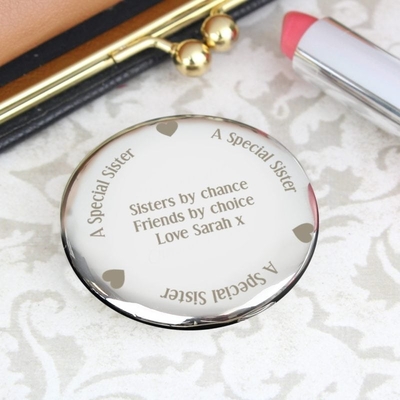 A Special Sister
A Special Sister
Sisters by chance
Friends by choice
Love Sarah x
A Special Sister